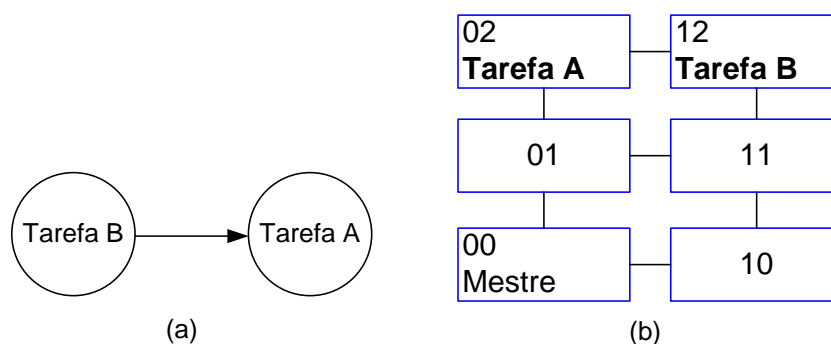 Tarefa B
Tarefa A
(a)
02
Tarefa A
12
Tarefa B
01
11
00
Mestre
10
(b)